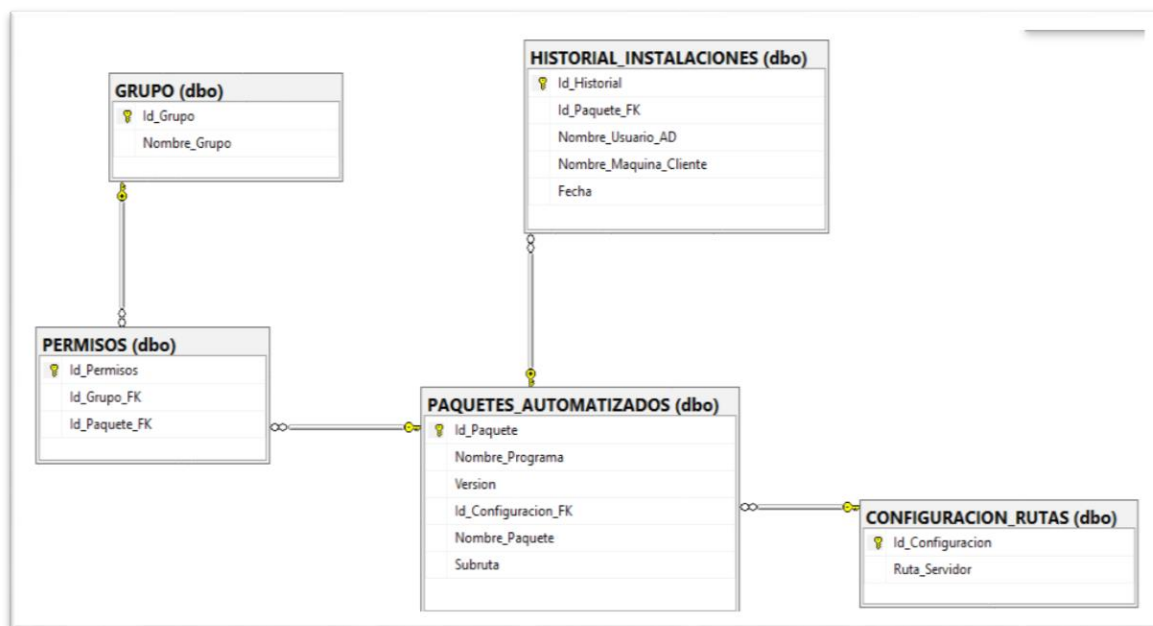 GRUPO (dbo)
Id_Grupo
Nombre_Grupo
HISTORIAL_INSTALACIONES (dbo)
Id_Historial
Id_Paquete_FK
Nombre_Usuario_AD
Nombre_Maquina_Cliente
Fecha
PERMISOS (dbo)
Id_Permisos
Id_Grupo_FK
Id_Paquete_FK
PAQUETES_AUTOMATIZADOS (dbo)
Id_Paquete
Nombre_Programa
Version
Id_Configuracion_FK
Nombre_Paquete
Subruta
CONFIGURACION_RUTAS (dbo)
Id_Configuracion
Ruta_Servidor